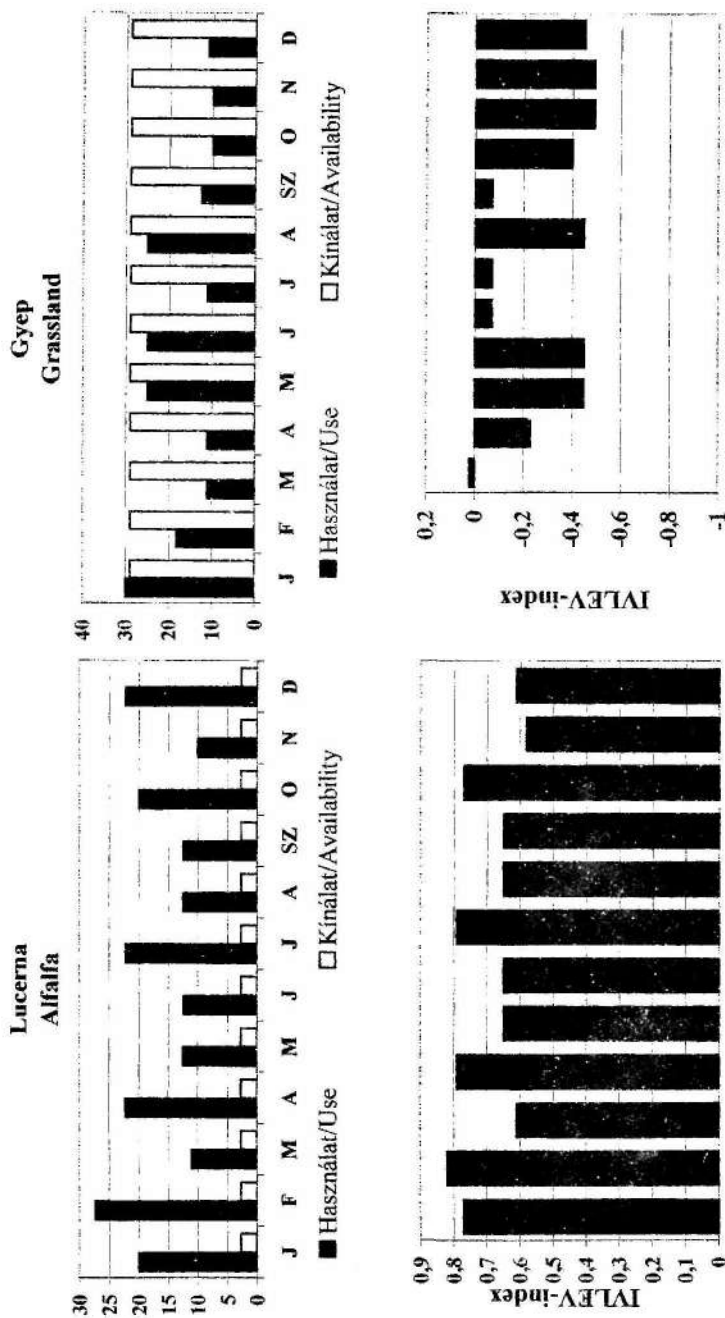 Lucerna
Alfalfa
30
25
20
15
10
5
0
J F M A M J J A SZ O N D
Használat/Use Kínálat/Availability
Gyep
Grassland
40
30
20
10
0
J F M A M J J A SZ O N D
Használat/Use Kínálat/Availability
IVLEV-index
0,9
0,8
0,7
0,6
0,5
0,4
0,3
0,2
0,1
0
IVLEV-index
0,2
0
-0,2
-0,4
-0,6
-0,8
-1